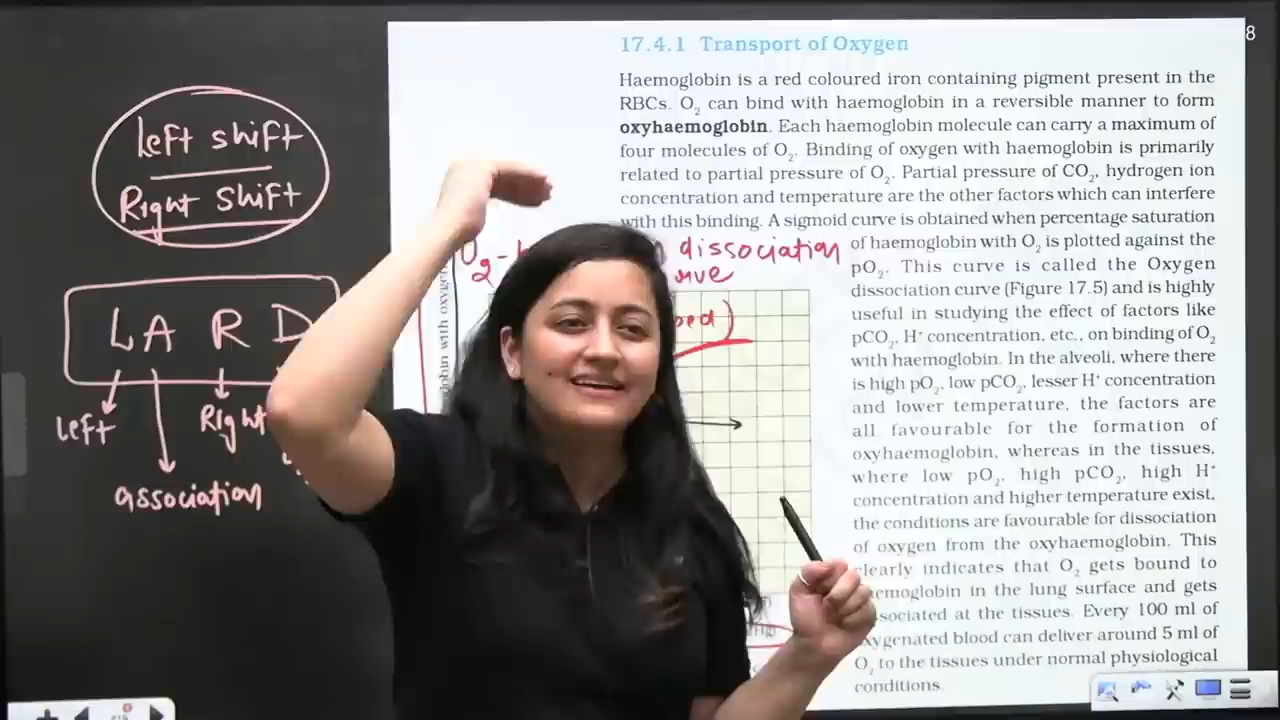 8
left shift
Right shift
LA R D
left
Right
association
17.4.1 Transport of Oxygen
Haemoglobin is a red coloured iron containing pigment present in the
RBCs. O₂ can bind with haemoglobin in a reversible manner to form
oxyhaemoglobin. Each haemoglobin molecule can carry a maximum of
four molecules of O₂. Binding of oxygen with haemoglobin is primarily
related to partial pressure of O₂. Partial pressure of CO₂, hydrogen ion
concentration and temperature are the other factors which can interfere
with this binding. A sigmoid curve is obtained when percentage saturation
of haemoglobin with O₂ is plotted against the
pO₂. This curve is called the Oxygen
dissociation curve (Figure 17.5) and is highly
useful in studying the effect of factors like
pCO₂, H⁺ concentration, etc., on binding of O₂
with haemoglobin. In the alveoli, where there
is high pO₂, low pCO₂, lesser H⁺ concentration
and lower temperature, the factors are
all favourable for the formation of
oxyhaemoglobin, whereas in the tissues,
where low pO₂, high pCO₂, high H⁺
concentration and higher temperature exist,
the conditions are favourable for dissociation
of oxygen from the oxyhaemoglobin. This
clearly indicates that O₂ gets bound to
in the lung surface and gets
at the tissues. Every 100 ml of
blood can deliver around 5 ml of
O₂ to the tissues under normal physiological
conditions.
O₂ - dissociation
with oxygen